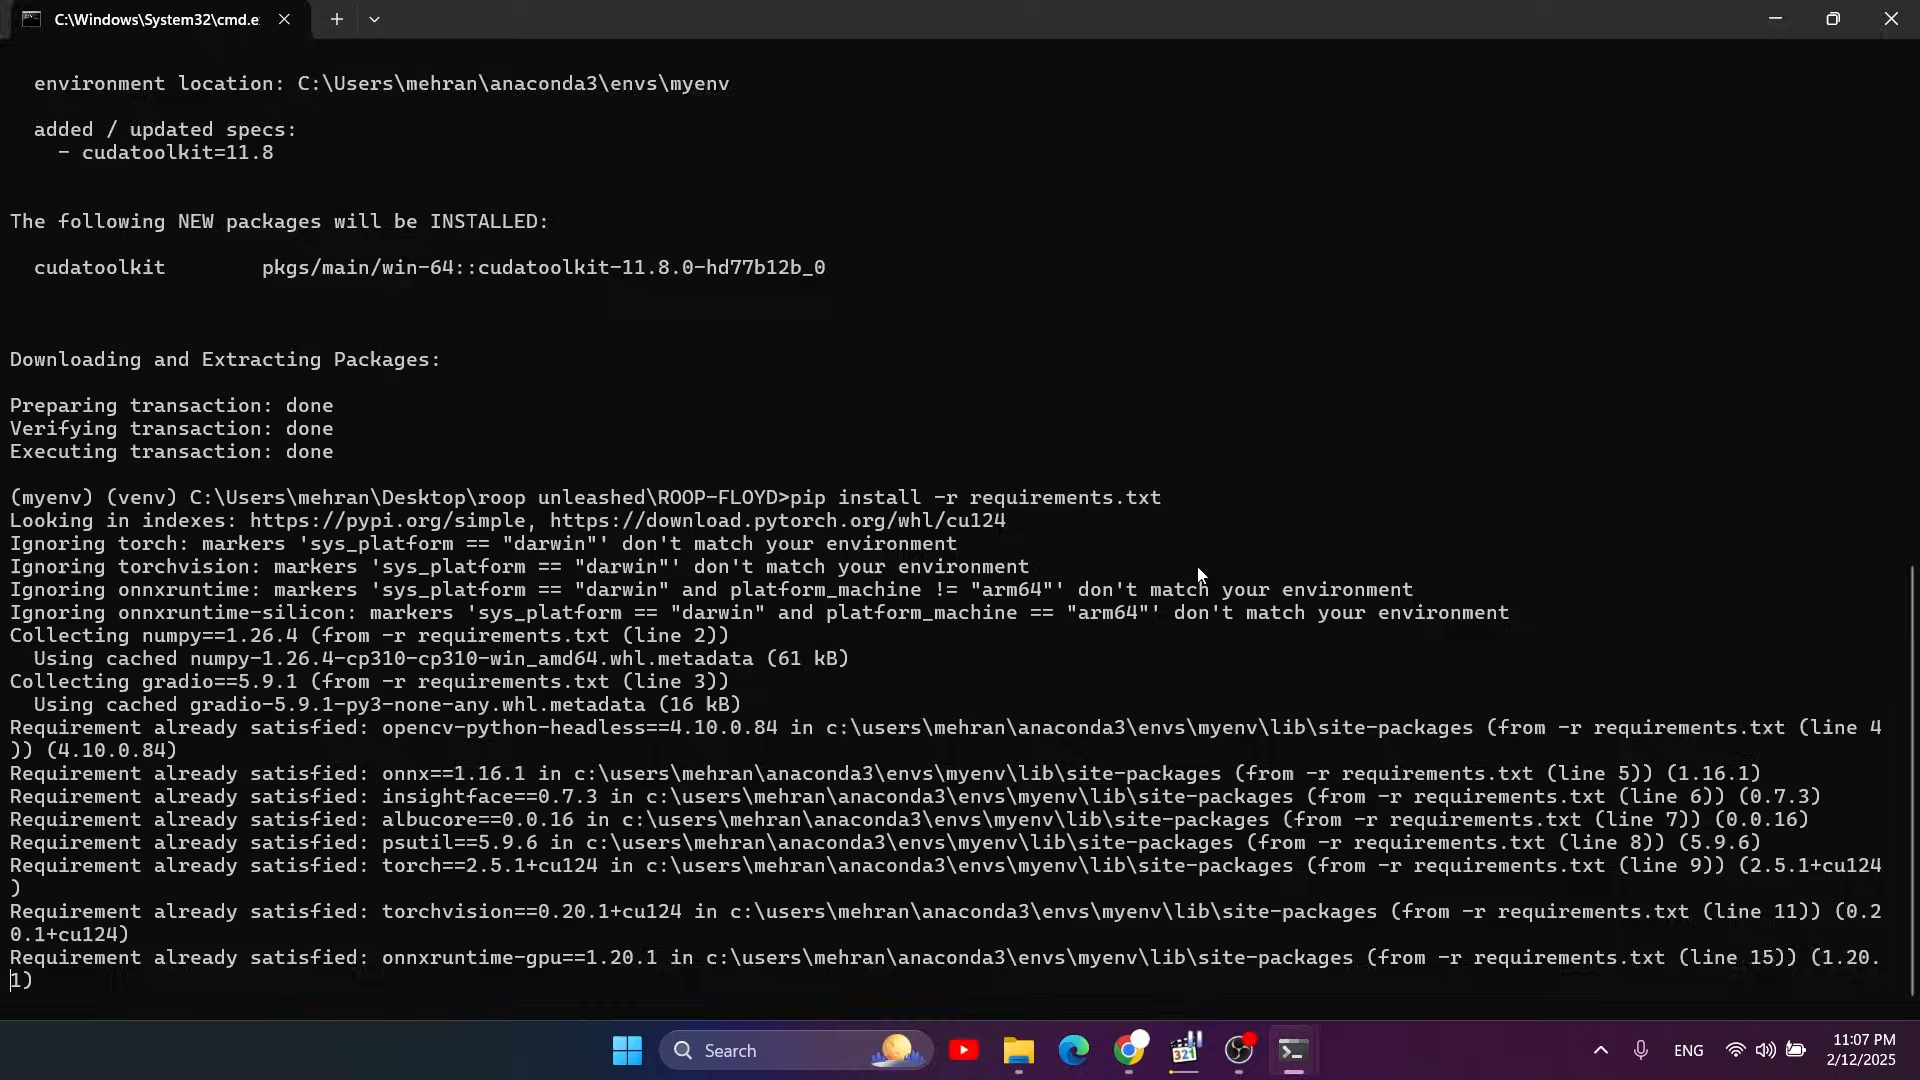 C:\Windows\System32\cmd.e
environment location: C:\Users\mehran\anaconda3\envs\myenv
added / updated specs:
- cudatoolkit=11.8
The following NEW packages will be INSTALLED:
cudatoolkit pkgs/main/win-64::cudatoolkit-11.8.0-hd77b12b_0
Downloading and Extracting Packages:
Preparing transaction: done
Verifying transaction: done
Executing transaction: done
(myenv) (venv) C:\Users\mehran\Desktop\roop unleashed\ROOP-FLOYD>pip install -r requirements.txt
Looking in indexes: https://pypi.org/simple, https://download.pytorch.org/whl/cu124
Ignoring torch: markers 'sys_platform == "darwin"' don't match your environment
Ignoring torchvision: markers 'sys_platform == "darwin"' don't match your environment
Ignoring onnxruntime: markers 'sys_platform == "darwin" and platform_machine != "arm64"' don't match your environment
Ignoring onnxruntime-silicon: markers 'sys_platform == "darwin" and platform_machine == "arm64"' don't match your environment
Collecting numpy==1.26.4 (from -r requirements.txt (line 2))
Using cached numpy-1.26.4-cp310-cp310-win_amd64.whl.metadata (61 kB)
Collecting gradio==5.9.1 (from -r requirements.txt (line 3))
Using cached gradio-5.9.1-py3-none-any.whl.metadata (16 kB)
Requirement already satisfied: opencv-python-headless==4.10.0.84 in c:\users\mehran\anaconda3\envs\myenv\lib\site-packages (from -r requirements.txt (line 4
)) (4.10.0.84)
Requirement already satisfied: onnx==1.16.1 in c:\users\mehran\anaconda3\envs\myenv\lib\site-packages (from -r requirements.txt (line 5)) (1.16.1)
Requirement already satisfied: insightface==0.7.3 in c:\users\mehran\anaconda3\envs\myenv\lib\site-packages (from -r requirements.txt (line 6)) (0.7.3)
Requirement already satisfied: albucore==0.0.16 in c:\users\mehran\anaconda3\envs\myenv\lib\site-packages (from -r requirements.txt (line 7)) (0.0.16)
Requirement already satisfied: psutil==5.9.6 in c:\users\mehran\anaconda3\envs\myenv\lib\site-packages (from -r requirements.txt (line 8)) (5.9.6)
Requirement already satisfied: torch==2.5.1+cu124 in c:\users\mehran\anaconda3\envs\myenv\lib\site-packages (from -r requirements.txt (line 9)) (2.5.1+cu124
)
Requirement already satisfied: torchvision==0.20.1+cu124 in c:\users\mehran\anaconda3\envs\myenv\lib\site-packages (from -r requirements.txt (line 11)) (0.2
0.1+cu124)
Requirement already satisfied: onnxruntime-gpu==1.20.1 in c:\users\mehran\anaconda3\envs\myenv\lib\site-packages (from -r requirements.txt (line 15)) (1.20.
1)
Search
321
ENG
11:07 PM
2/12/2025